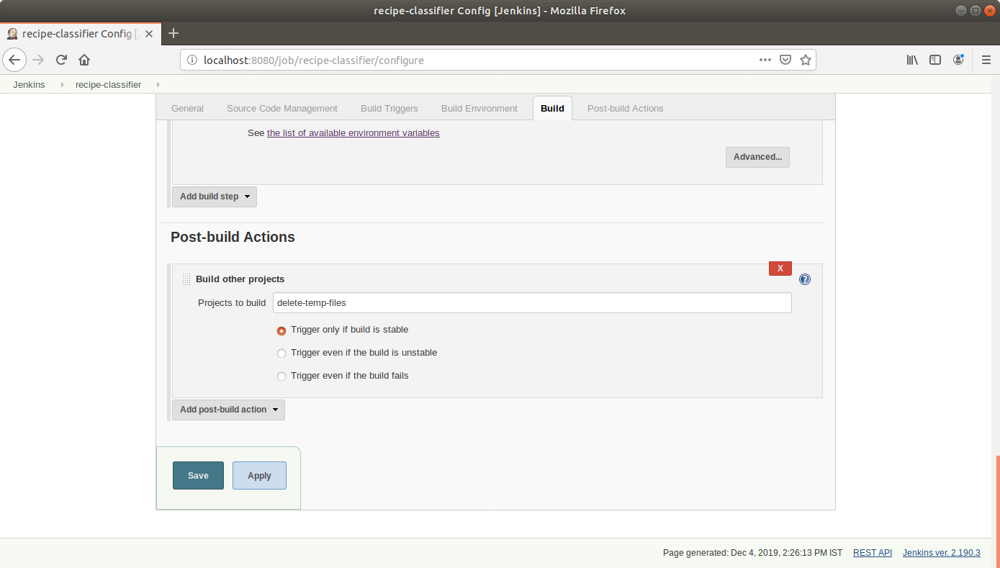 recipe-classifier Config [Jenkins] - Mozilla Firefox
recipe-classifier Config [
localhost:8080/job/recipe-classifier/configure
Jenkins recipe-classifier
General Source Code Management Build Triggers Build Environment Build Post-build Actions
See the list of available environment variables
Advanced...
Add build step
Post-build Actions
X
Build other projects ?
Projects to build delete-temp-files
Trigger only if build is stable
Trigger even if the build is unstable
Trigger even if the build fails
Add post-build action
Save Apply
Page generated: Dec 4, 2019, 2:26:13 PM IST REST API Jenkins ver. 2.190.3